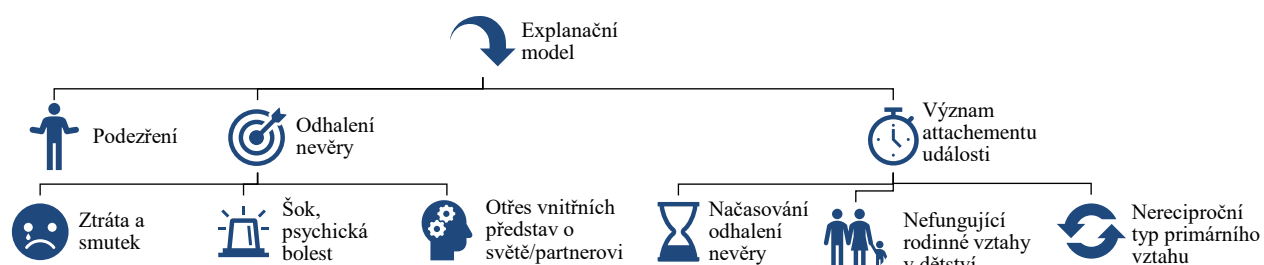 Explanační
model
Podezření
Odhalení
nevěry
Význam
attachementu
události
Ztráta a
smutek
Šok,
psychická
bolest
Otřes vnitřních
představ o
světě/partnerovi
Načasování
odhalení
nevěry
Nefungující
rodinné vztahy
v dětství
Nereciproční
typ primárního
vztahu